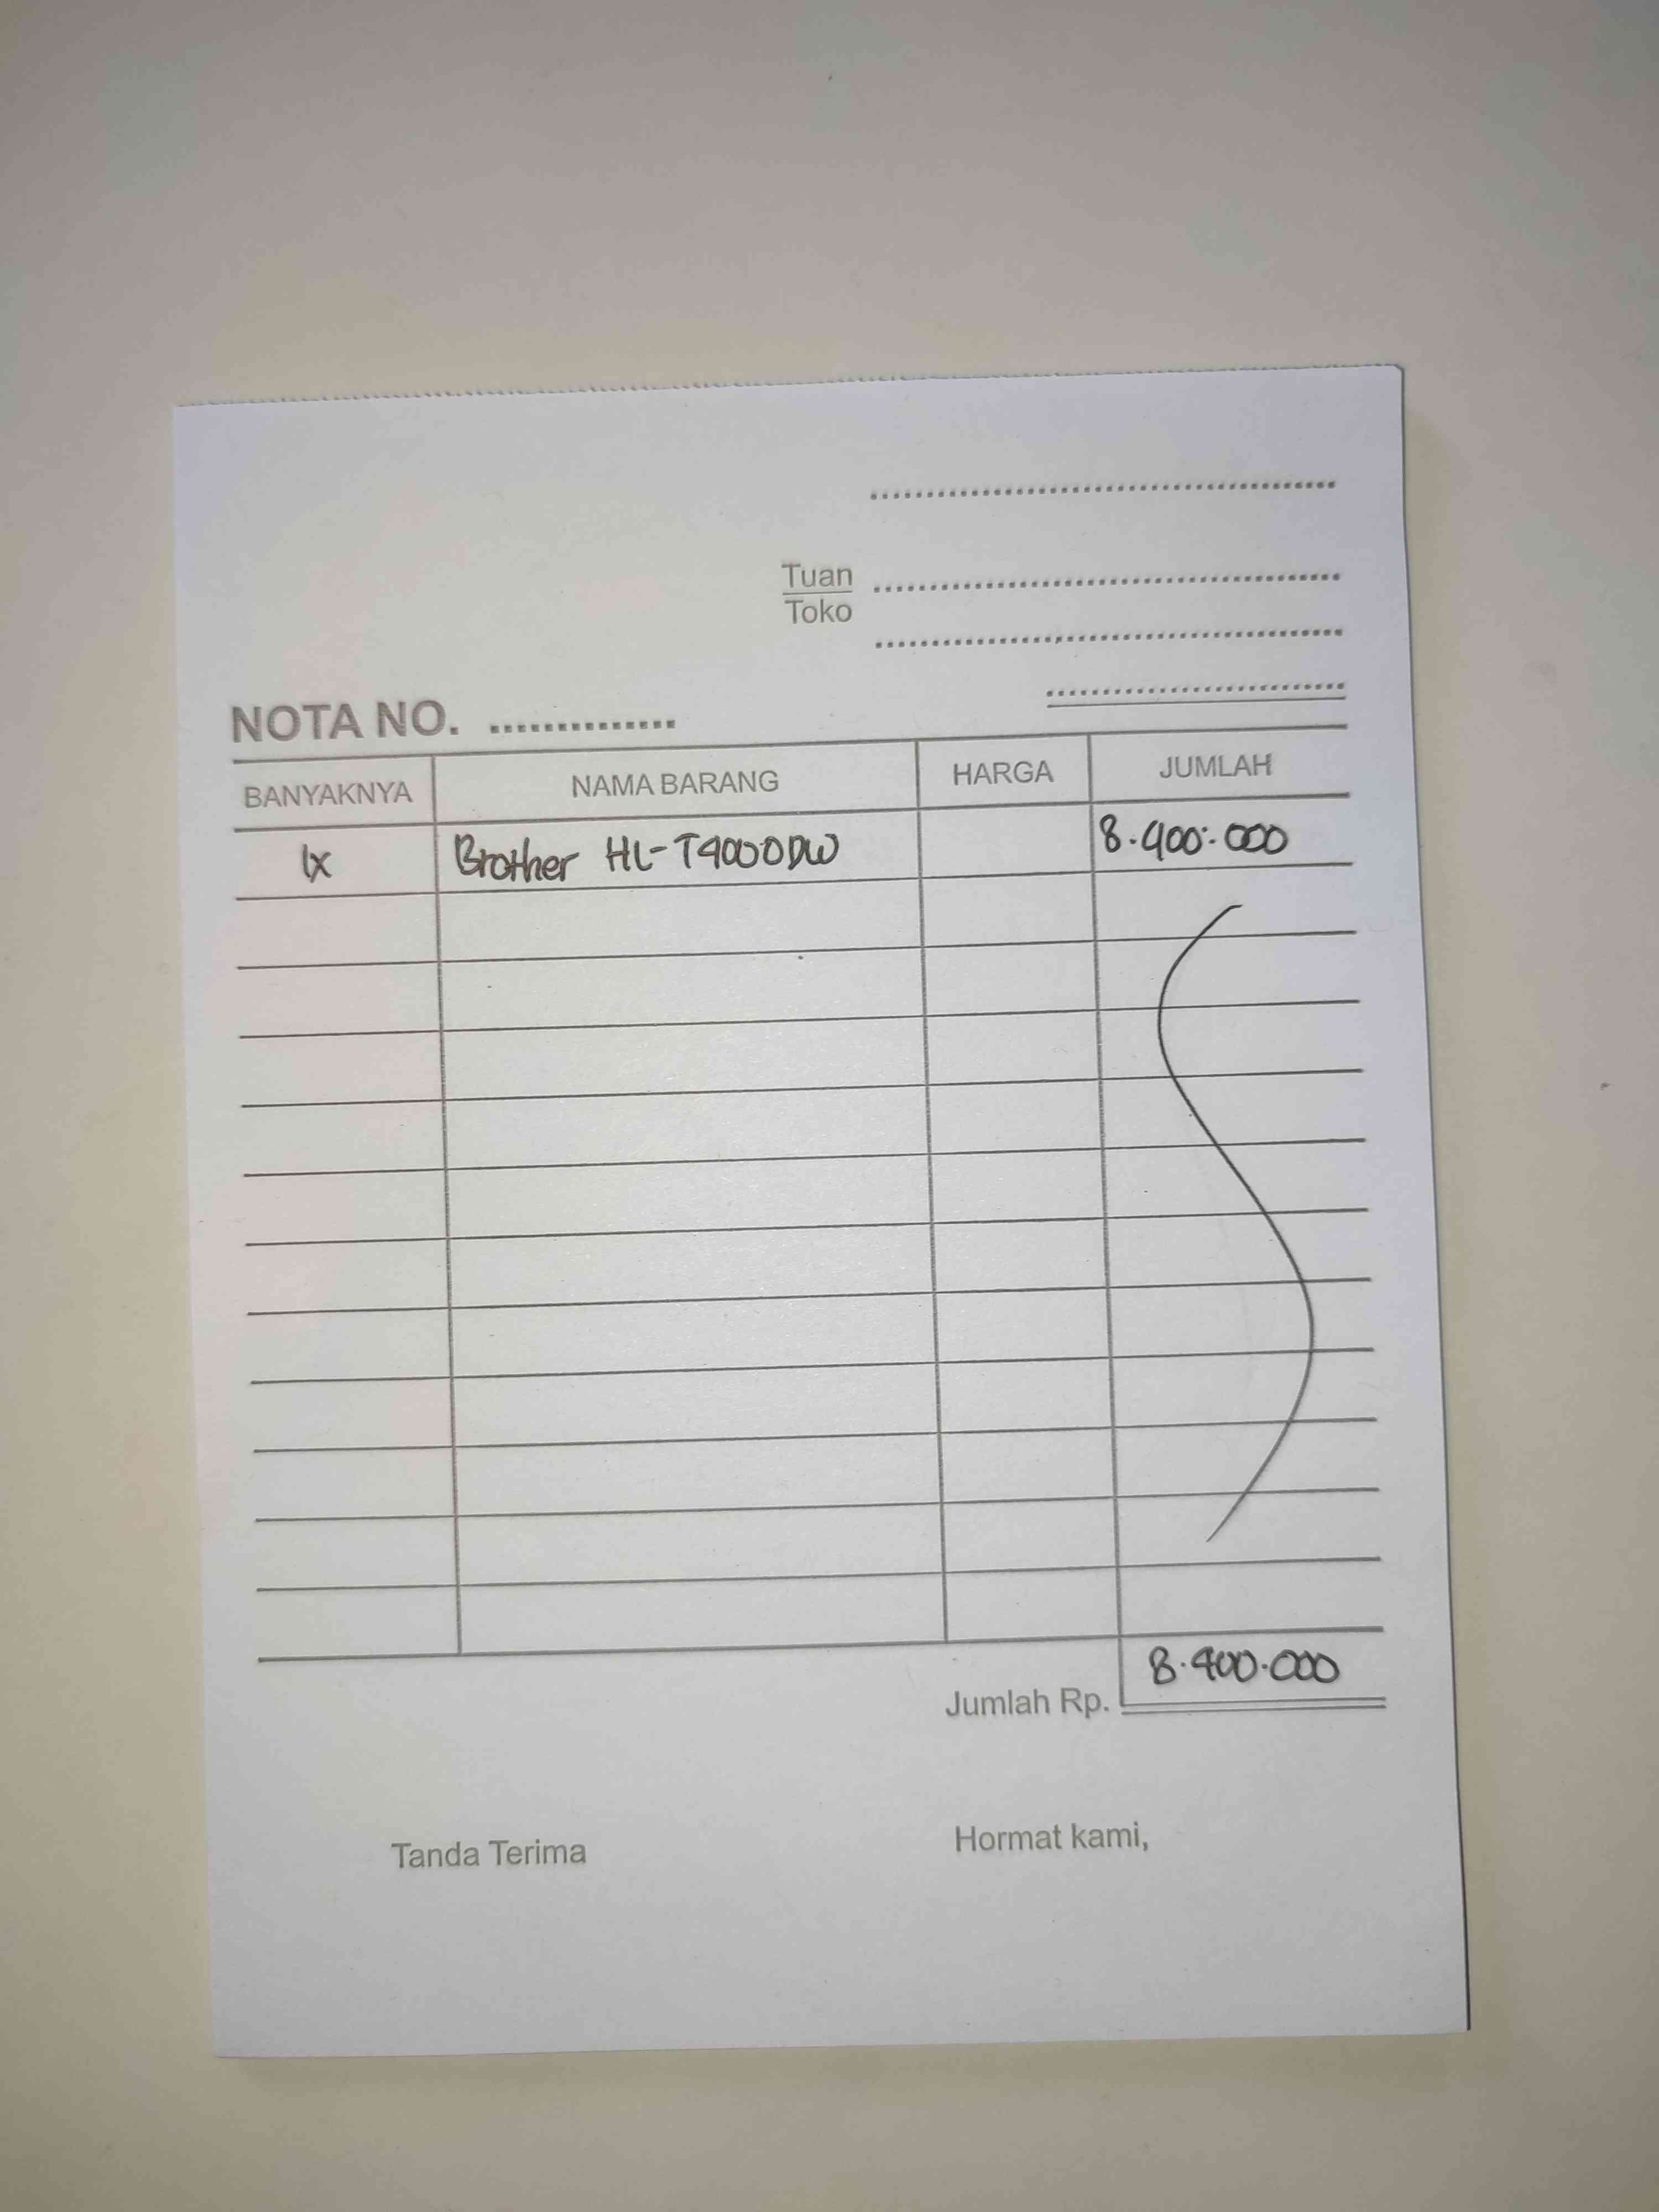 Tuan
Toko
NOTA NO. ..............
BANYAKNYA NAMA BARANG HARGA JUMLAH
1x Brother HL-T4000DW 8.400.000
Jumlah Rp. 8.400.000
Tanda Terima Hormat kami,